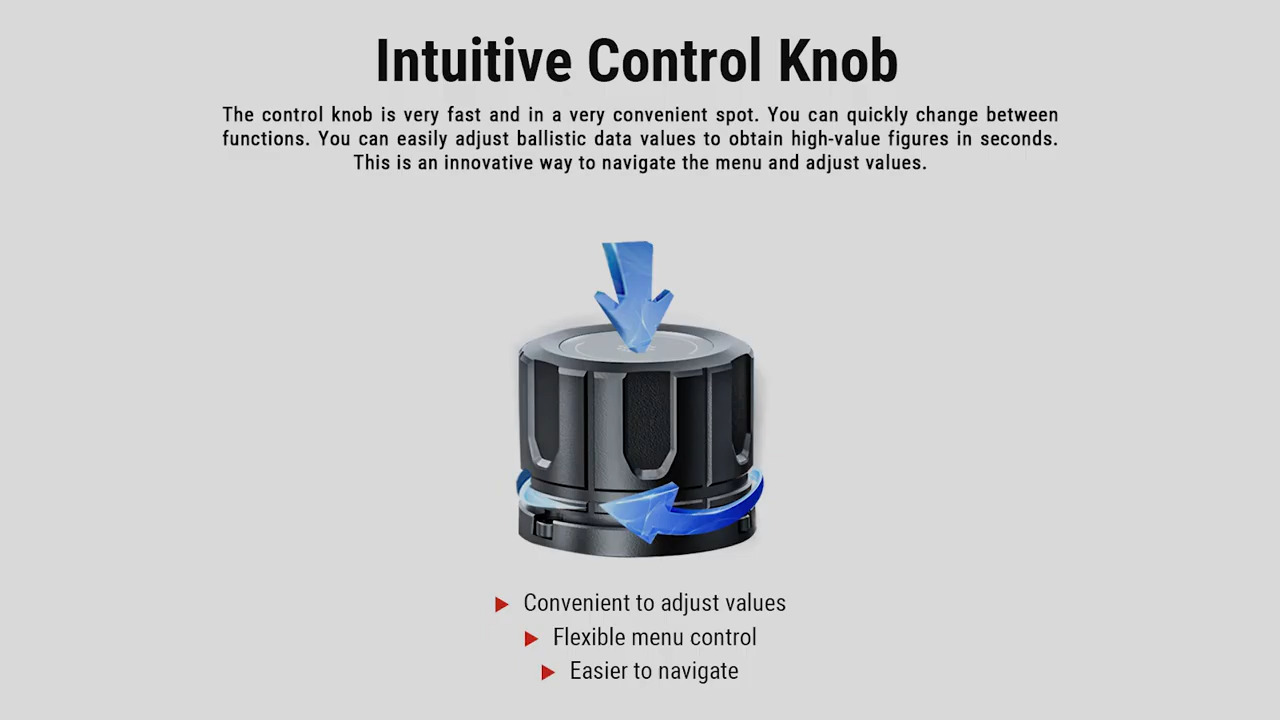 Intuitive Control Knob
The control knob is very fast and in a very convenient spot. You can quickly change between
functions. You can easily adjust ballistic data values to obtain high-value figures in seconds.
This is an innovative way to navigate the menu and adjust values.
Convenient to adjust values
Flexible menu control
Easier to navigate